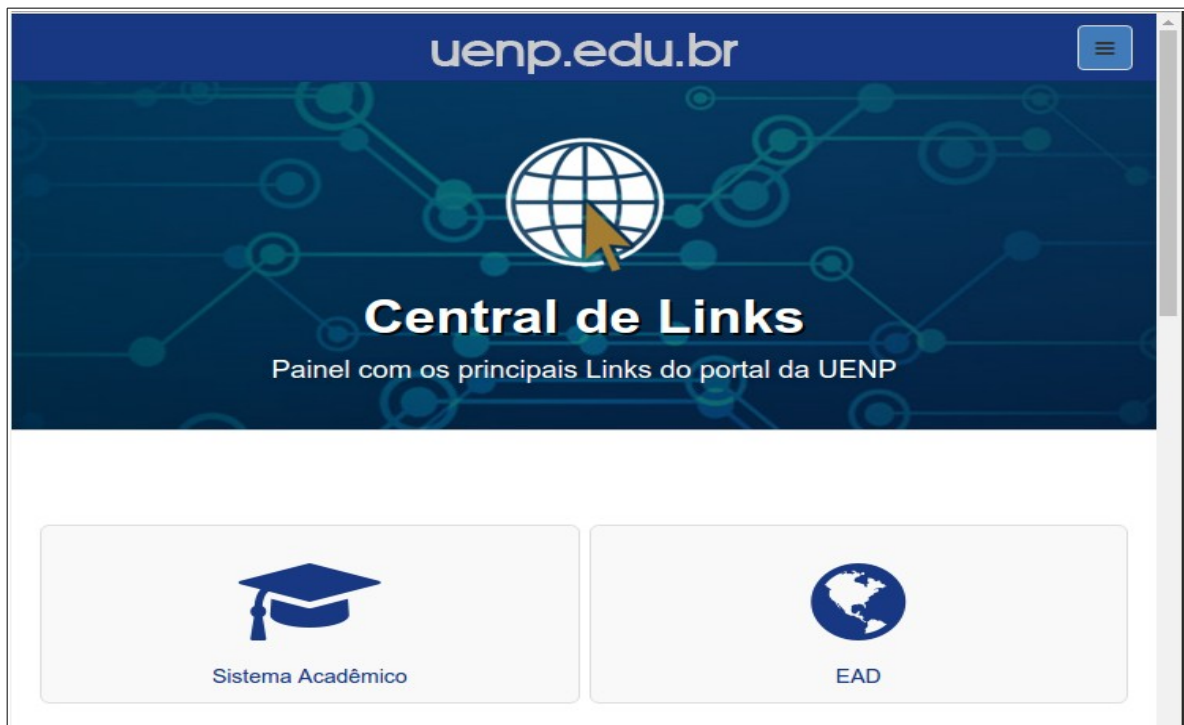 uenp.edu.br
Central de Links
Painel com os principais Links do portal da UENP
Sistema Acadêmico
EAD